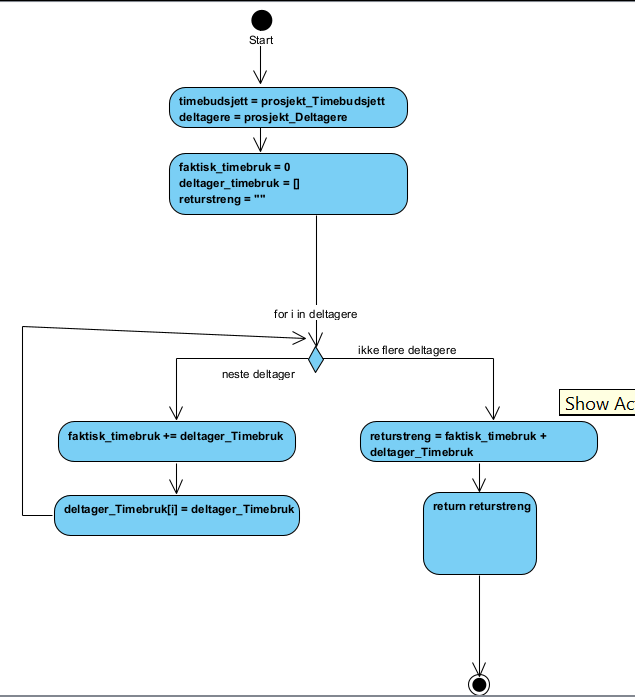 Start
timebudsjett = prosjekt_Timebudsjett
deltagere = prosjekt_Deltagere
faktisk_timebruk = 0
deltager_timebruk = []
returstreng = ""
for i in deltagere
ikke flere deltagere
neste deltager
Show Ac
faktisk_timebruk += deltager_Timebruk
returstreng = faktisk_timebruk +
deltager_Timebruk
deltager_Timebruk[i] = deltager_Timebruk
return returstreng